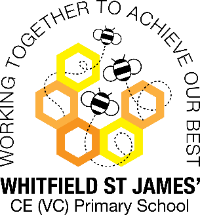 WORKING TOGETHER TO ACHIEVE OUR BEST
WHITFIELD ST JAMES'
CE (VC) Primary School